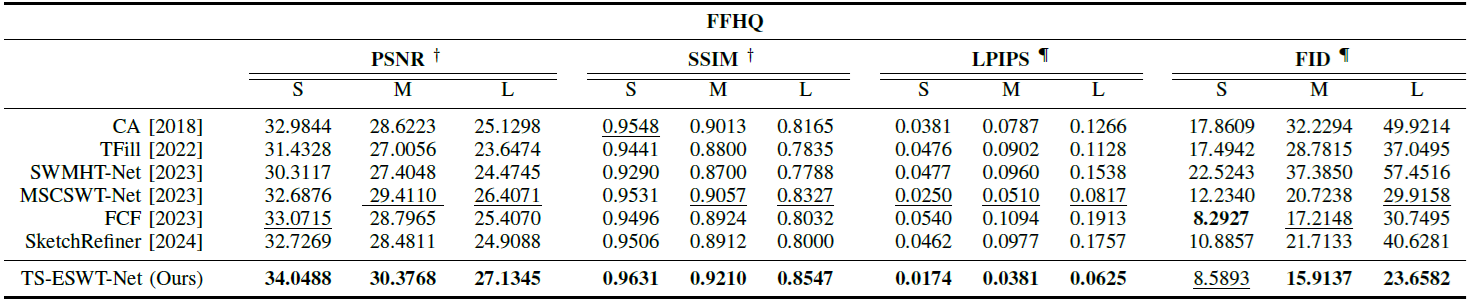 FFHQ
PSNR † SSIM † LPIPS ¶ FID ¶
S M L S M L S M L S M L
CA [2018] 32.9844 28.6223 25.1298 0.9548 0.9013 0.8165 0.0381 0.0787 0.1266 17.8609 32.2294 49.9214
TFill [2022] 31.4328 27.0056 23.6474 0.9441 0.8800 0.7835 0.0476 0.0902 0.1128 17.4942 28.7815 37.0495
SWMHT-Net [2023] 30.3117 27.4048 24.4745 0.9290 0.8700 0.7788 0.0477 0.0960 0.1538 22.5243 37.3850 57.4516
MSCSWT-Net [2023] 32.6876 29.4110 26.4071 0.9531 0.9057 0.8327 0.0250 0.0510 0.0817 12.2340 20.7238 29.9158
FCF [2023] 33.0715 28.7965 25.4070 0.9496 0.8924 0.8032 0.0540 0.1094 0.1913 8.2927 17.2148 30.7495
SketchRefiner [2024] 32.7269 28.4811 24.9088 0.9506 0.8912 0.8000 0.0462 0.0977 0.1757 10.8857 21.7133 40.6281
TS-ESWT-Net (Ours) 34.0488 30.3768 27.1345 0.9631 0.9210 0.8547 0.0174 0.0381 0.0625 8.5893 15.9137 23.6582